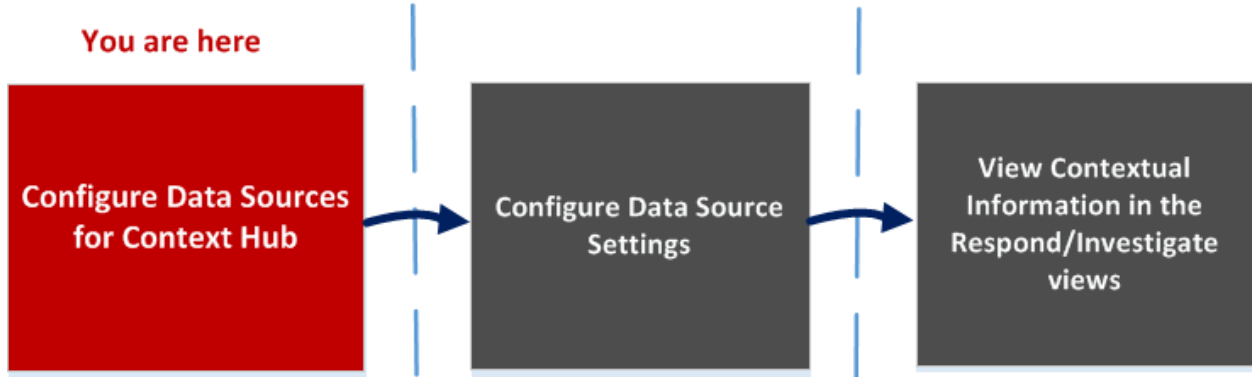 You are here
Configure Data Sources
for Context Hub
Configure Data Source
Settings
View Contextual
Information in the
Respond/Investigate
views